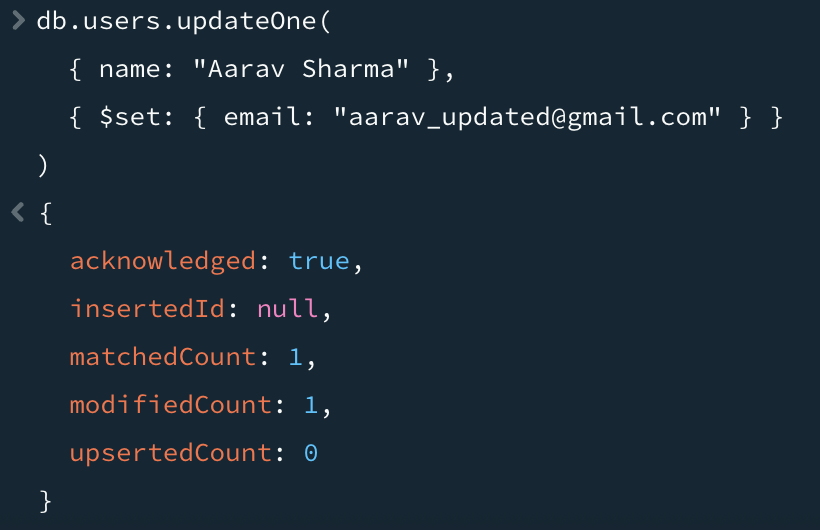 > db.users.updateOne(
{ name: "Aarav Sharma" },
{ $set: { email: "aarav_updated@gmail.com" } }
)
< {
acknowledged: true,
insertedId: null,
matchedCount: 1,
modifiedCount: 1,
upsertedCount: 0
}